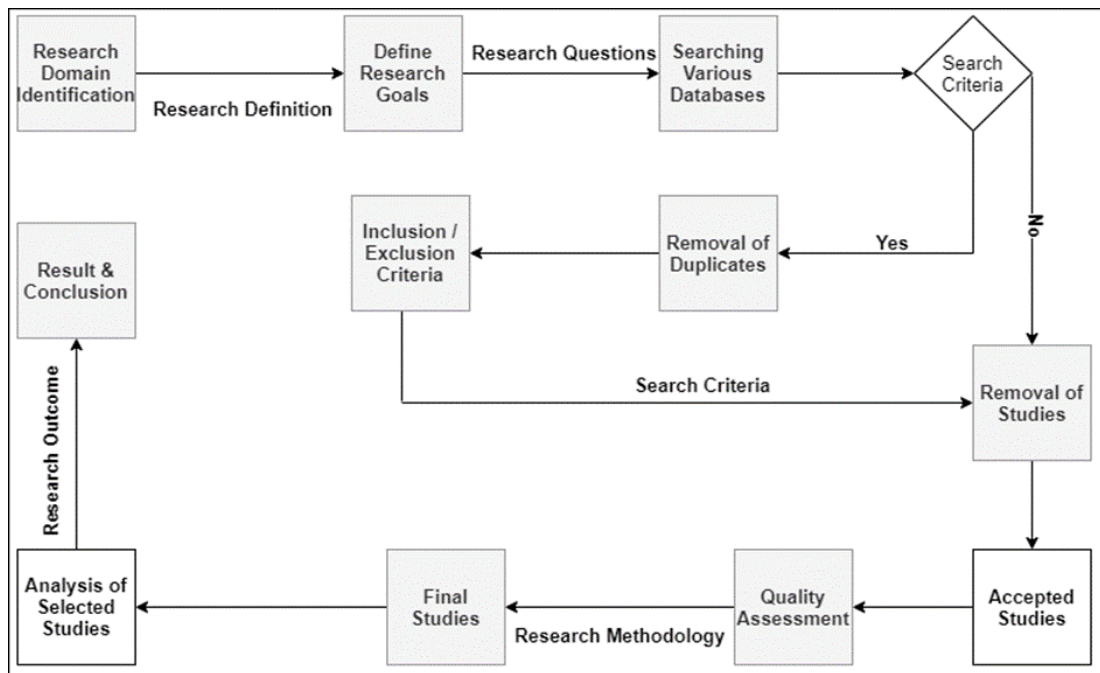 Research
Domain
Identification
Research Definition
Define
Research
Goals
Research Questions
Searching
Various
Databases
Search
Criteria
No
Yes
Removal of
Duplicates
Inclusion /
Exclusion
Criteria
Search Criteria
Removal of
Studies
Accepted
Studies
Quality
Assessment
Research Methodology
Final
Studies
Analysis of
Selected
Studies
Research Outcome
Result &
Conclusion